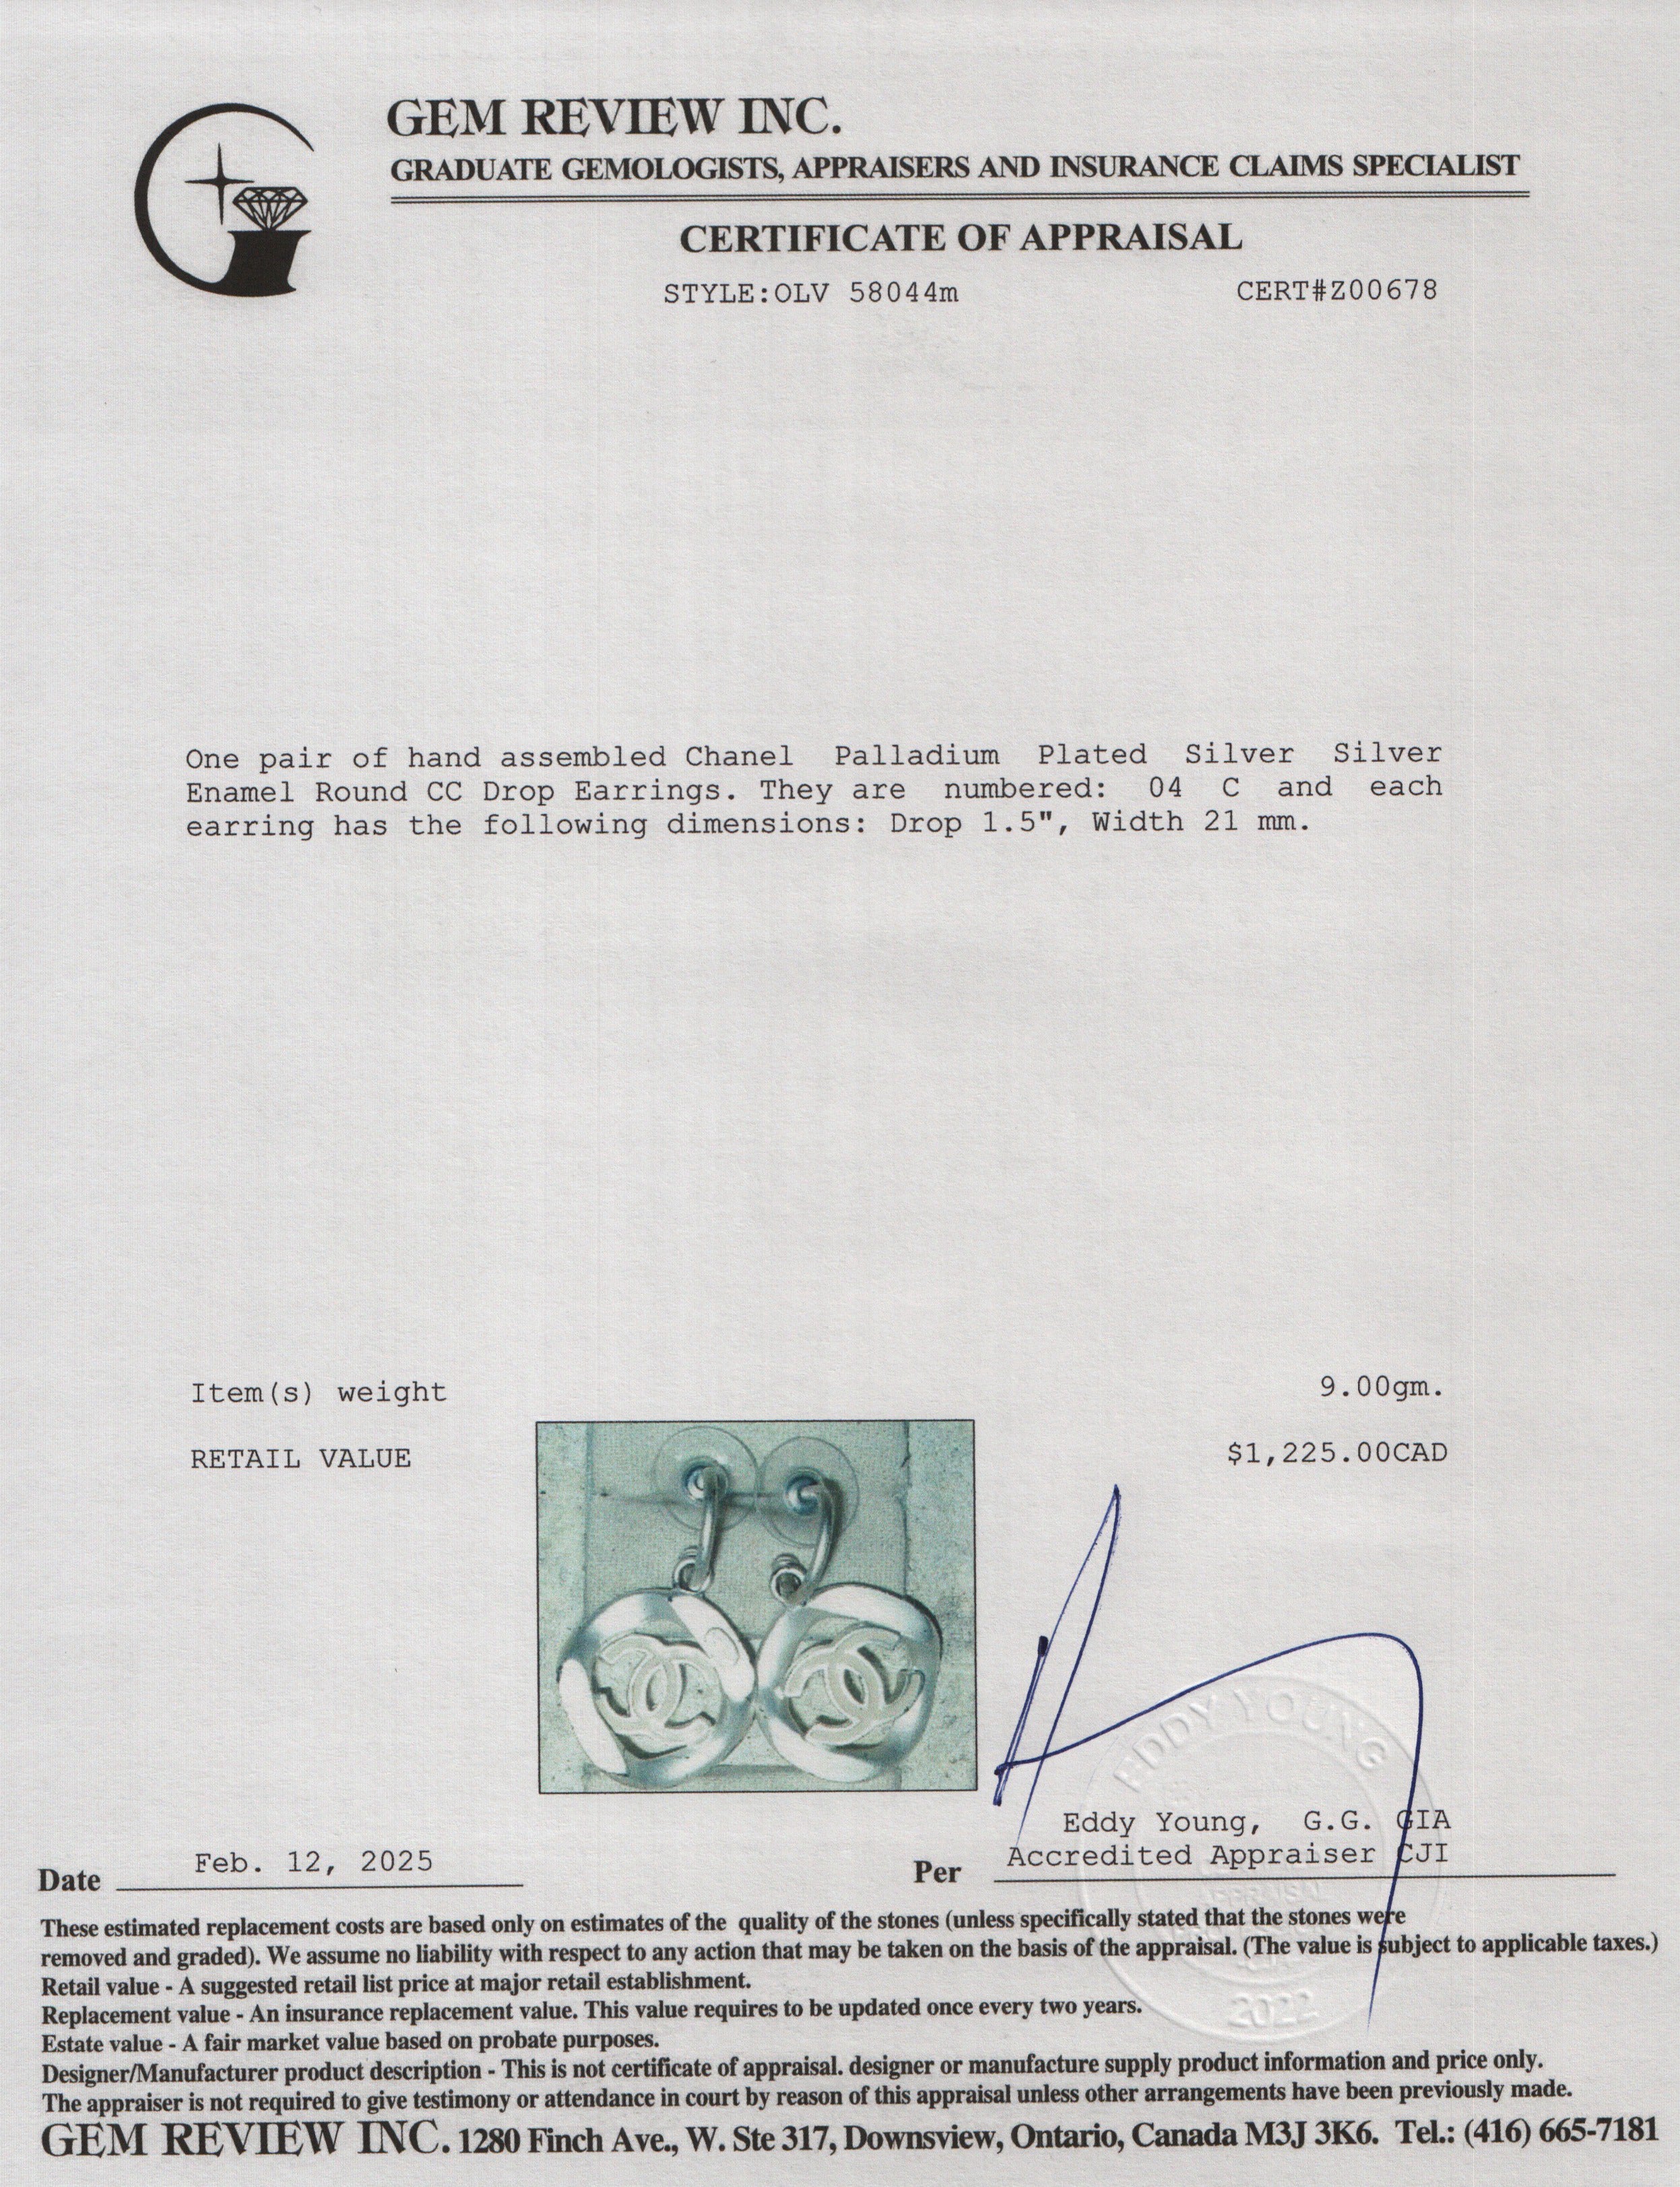 GEM REVIEW INC.
GRADUATE GEMOLOGISTS, APPRAISERS AND INSURANCE CLAIMS SPECIALIST
CERTIFICATE OF APPRAISAL
STYLE:OLV 58044m CERT#Z00678
One pair of hand assembled Chanel Palladium Plated Silver Silver
Enamel Round CC Drop Earrings. They are numbered: 04 C and each
earring has the following dimensions: Drop 1.5", Width 21 mm.
Item(s) weight 9.00gm.
RETAIL VALUE $1,225.00CAD
EDDY YOUNG
Eddy Young, G.G. GIA
Accredited Appraiser CJI
Date Feb. 12, 2025 Per
2022
These estimated replacement costs are based only on estimates of the quality of the stones (unless specifically stated that the stones were
removed and graded). We assume no liability with respect to any action that may be taken on the basis of the appraisal. (The value is subject to applicable taxes.)
Retail value - A suggested retail list price at major retail establishment.
Replacement value - An insurance replacement value. This value requires to be updated once every two years.
Estate value - A fair market value based on probate purposes.
Designer/Manufacturer product description - This is not certificate of appraisal. designer or manufacture supply product information and price only.
The appraiser is not required to give testimony or attendance in court by reason of this appraisal unless other arrangements have been previously made.
GEM REVIEW INC. 1280 Finch Ave., W. Ste 317, Downsview, Ontario, Canada M3J 3K6. Tel.: (416) 665-7181